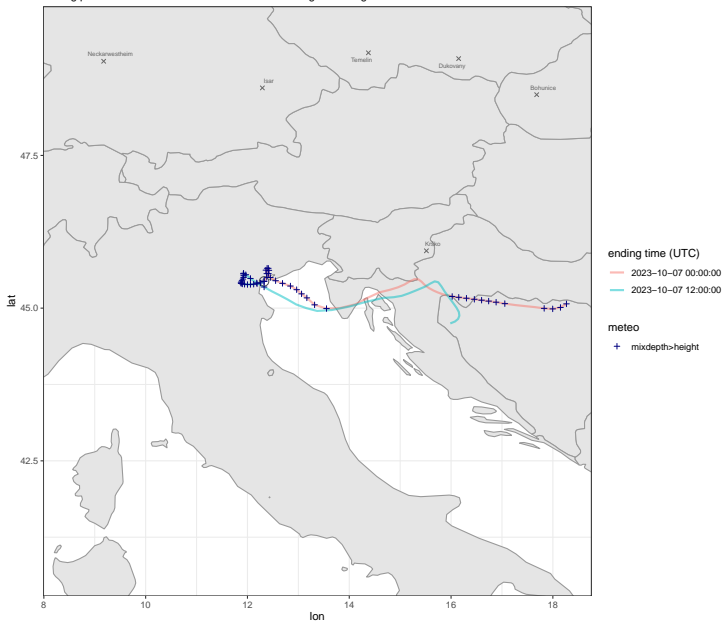 Neckarwestheim
Temelin
Dukovany
Isar
Bohunice
Krsko
47.5
45.0
42.5
lat
8
10
12
14
16
18
lon
ending time (UTC)
2023−10−07 00:00:00
2023−10−07 12:00:00
meteo
mixdepth>height